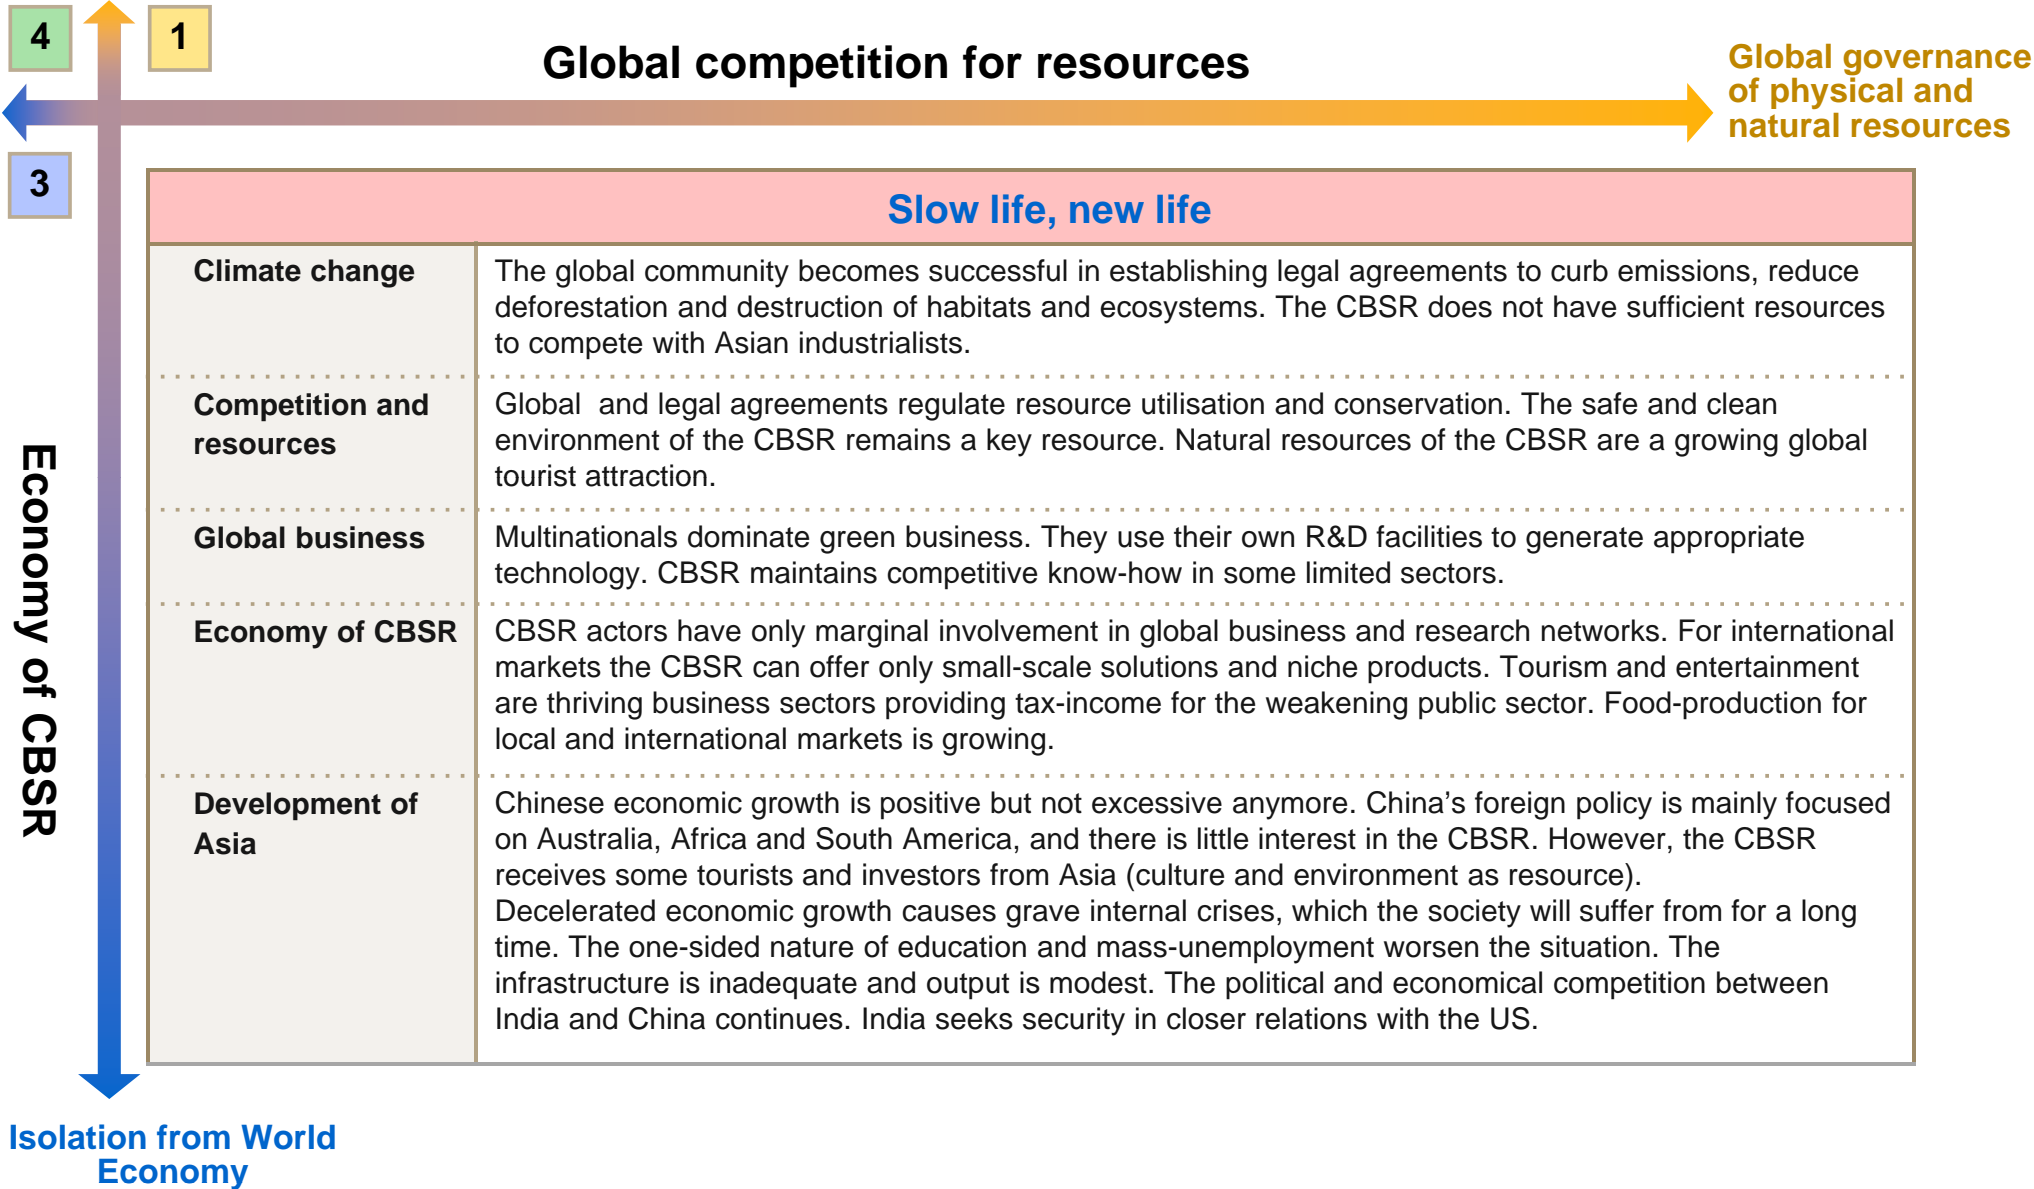 4
1
Global competition for resources
Global governance
of physical and
natural resources
3
Economy of CBSR
Slow life, new life
Climate change
The global community becomes successful in establishing legal agreements to curb emissions, reduce
deforestation and destruction of habitats and ecosystems. The CBSR does not have sufficient resources
to compete with Asian industrialists.
Competition and
resources
Global  and legal agreements regulate resource utilisation and conservation. The safe and clean
environment of the CBSR remains a key resource. Natural resources of the CBSR are a growing global
tourist attraction.
Global business
Multinationals dominate green business. They use their own R&D facilities to generate appropriate
technology. CBSR maintains competitive know-how in some limited sectors.
Economy of CBSR
CBSR actors have only marginal involvement in global business and research networks. For international
markets the CBSR can offer only small-scale solutions and niche products. Tourism and entertainment
are thriving business sectors providing tax-income for the weakening public sector. Food-production for
local and international markets is growing.
Development of
Asia
Chinese economic growth is positive but not excessive anymore. China’s foreign policy is mainly focused
on Australia, Africa and South America, and there is little interest in the CBSR. However, the CBSR
receives some tourists and investors from Asia (culture and environment as resource).
Decelerated economic growth causes grave internal crises, which the society will suffer from for a long
time. The one-sided nature of education and mass-unemployment worsen the situation. The
infrastructure is inadequate and output is modest. The political and economical competition between
India and China continues. India seeks security in closer relations with the US.
Isolation from World
Economy